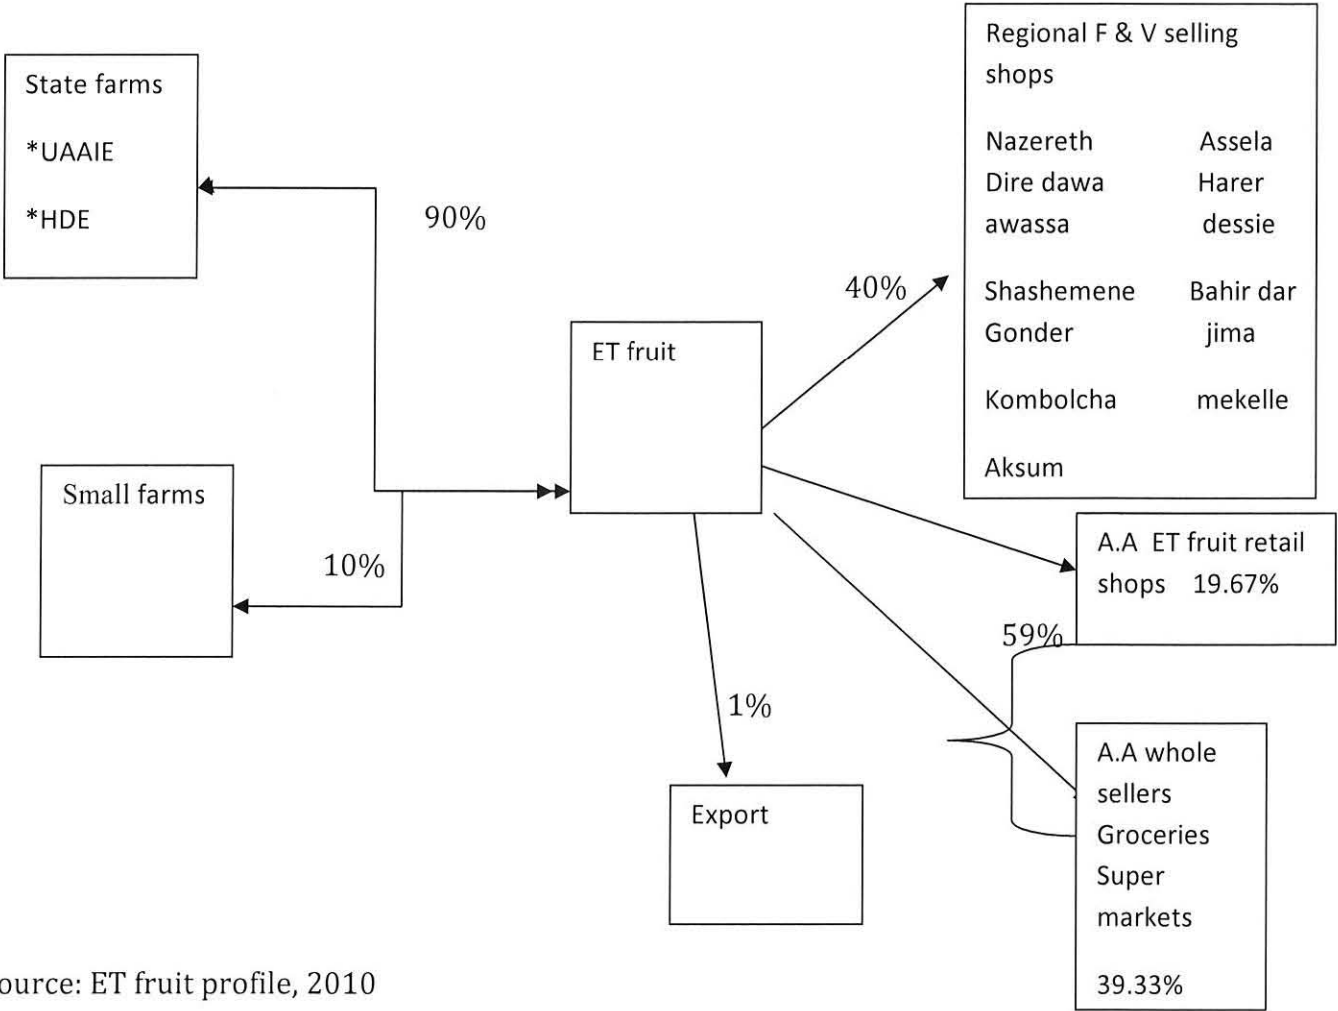 State farms
*UAAIE
*HDE
90%
Small farms
10%
ET fruit
40%
Regional F & V selling
shops
Nazereth Assela
Dire dawa Harer
awassa dessie
Shashemene Bahir dar
Gonder jima
Kombolcha mekelle
Aksum
A.A ET fruit retail
shops 19.67%
59%
1%
Export
A.A whole
sellers
Groceries
Super
markets
39.33%
ource: ET fruit profile, 2010